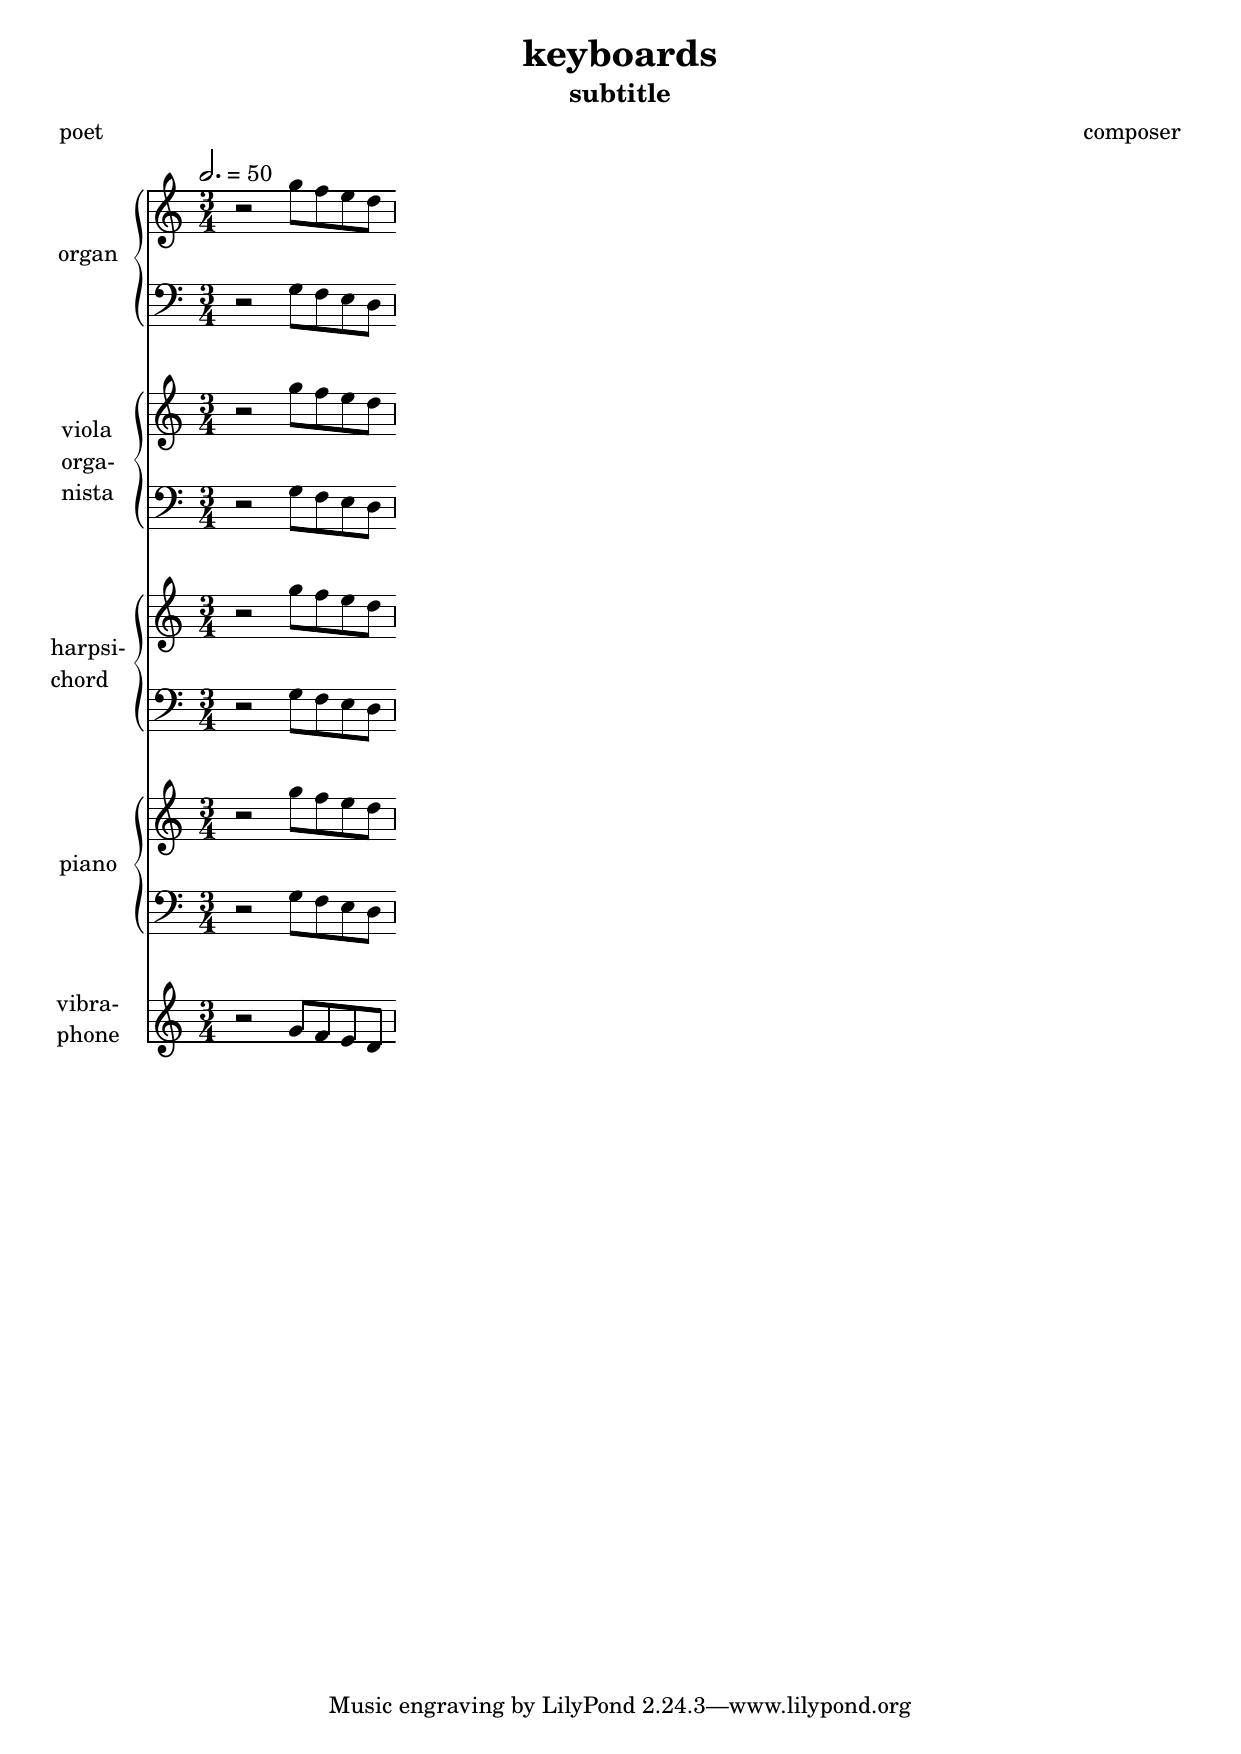 keyboards
subtitle
poet composer
= 50
3
4
organ
3
4
3
4
viola
orga-
nista
3
4
3
4
harpsi-
chord
3
4
3
4
piano
3
4
3
4
vibra-
phone
Music engraving by LilyPond 2.24.3—www.lilypond.org